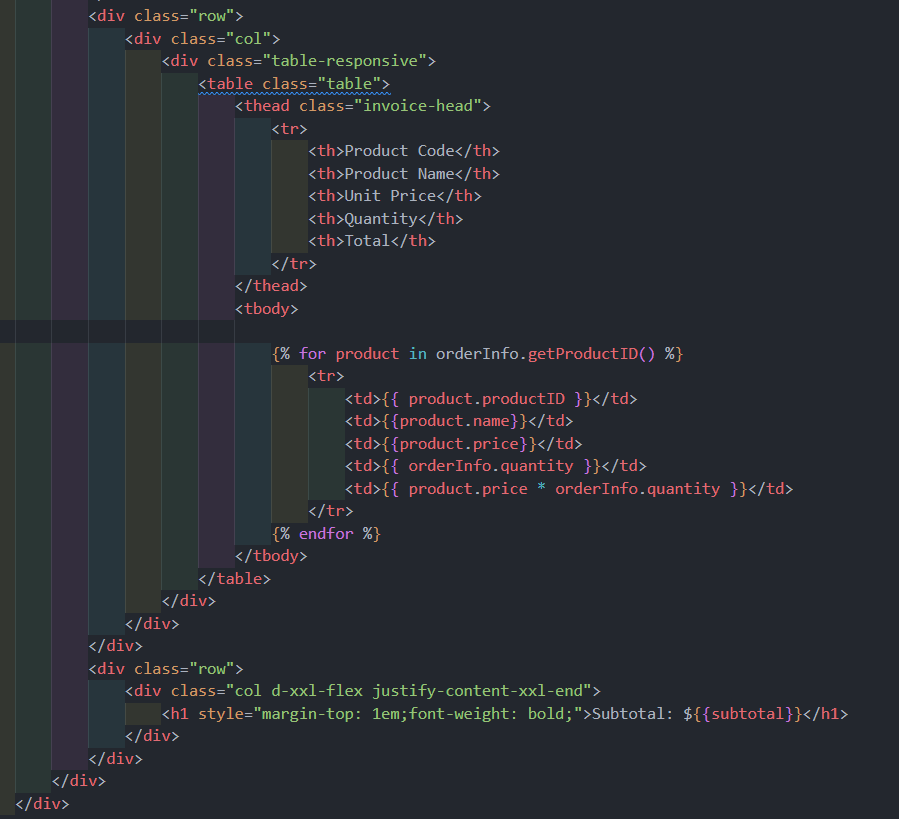 <div class="row">
<div class="col">
<div class="table-responsive">
<table class="table">
<thead class="invoice-head">
<tr>
<th>Product Code</th>
<th>Product Name</th>
<th>Unit Price</th>
<th>Quantity</th>
<th>Total</th>
</tr>
</thead>
<tbody>
{% for product in orderInfo.getProductID() %}
<tr>
<td>{{ product.productID }}</td>
<td>{{product.name}}</td>
<td>{{product.price}}</td>
<td>{{ orderInfo.quantity }}</td>
<td>{{ product.price * orderInfo.quantity }}</td>
</tr>
{% endfor %}
</tbody>
</table>
</div>
</div>
</div>
<div class="row">
<div class="col d-xxl-flex justify-content-xxl-end">
<h1 style="margin-top: 1em;font-weight: bold;">Subtotal: ${{subtotal}}</h1>
</div>
</div>
</div>
</div>